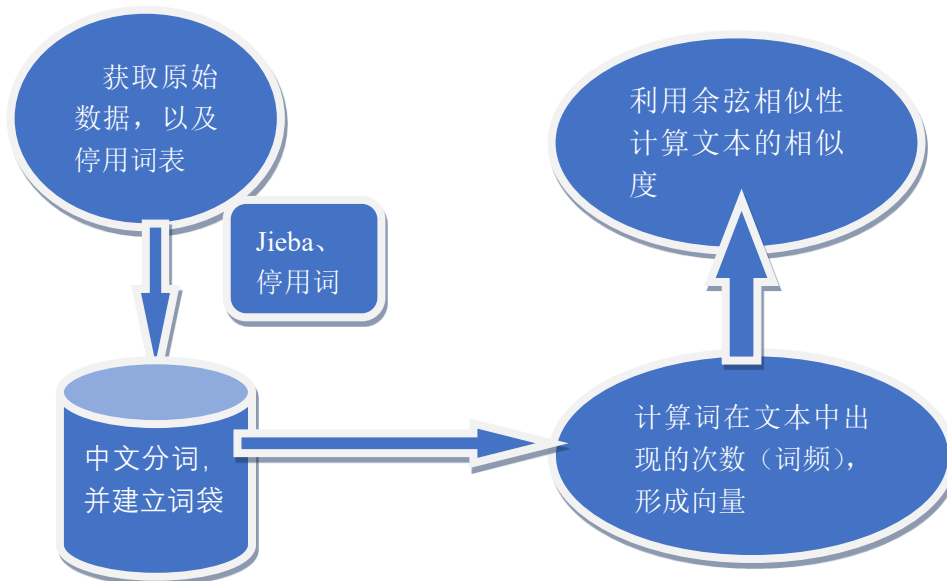 获取原始
数据，以及
停用词表
Jieba、
停用词
中文分词，
并建立词袋
计算词在文本中出
现的次数（词频），
形成向量
利用余弦相似性
计算文本的相似
度